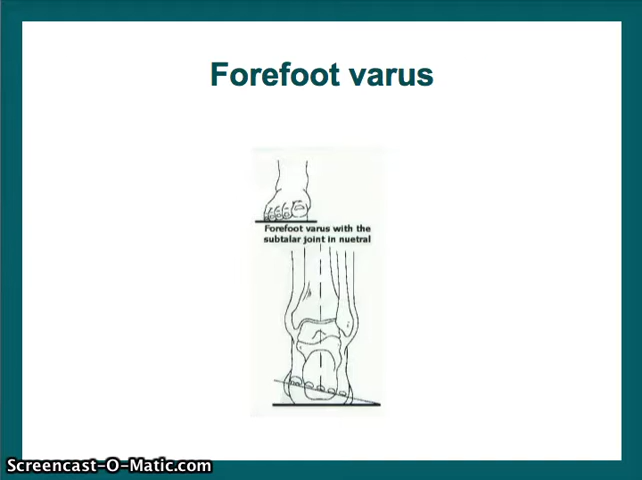 Forefoot varus
Forefoot varus with the
subtalar joint in nuetral
Screencast-O-Matic.com